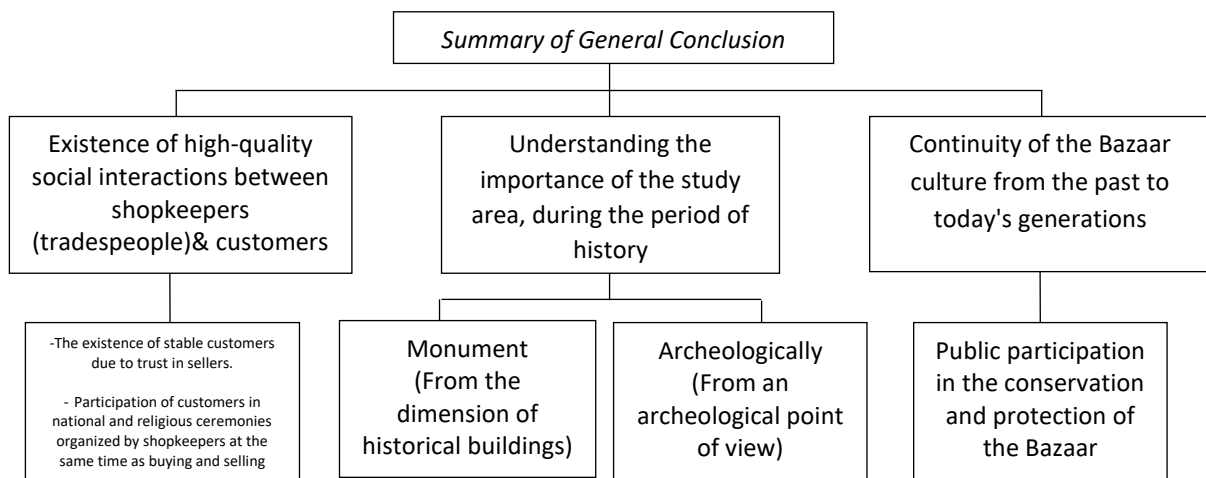 Summary of General Conclusion
Existence of high-quality
social interactions between
shopkeepers
(tradespeople)& customers
Understanding the
importance of the study
area, during the period of
history
Continuity of the Bazaar
culture from the past to
today's generations
-The existence of stable customers
due to trust in sellers.
- Participation of customers in
national and religious ceremonies
organized by shopkeepers at the
same time as buying and selling
Monument
(From the
dimension of
historical buildings)
Archeologically
(From an
archeological point
of view)
Public participation
in the conservation
and protection of
the Bazaar